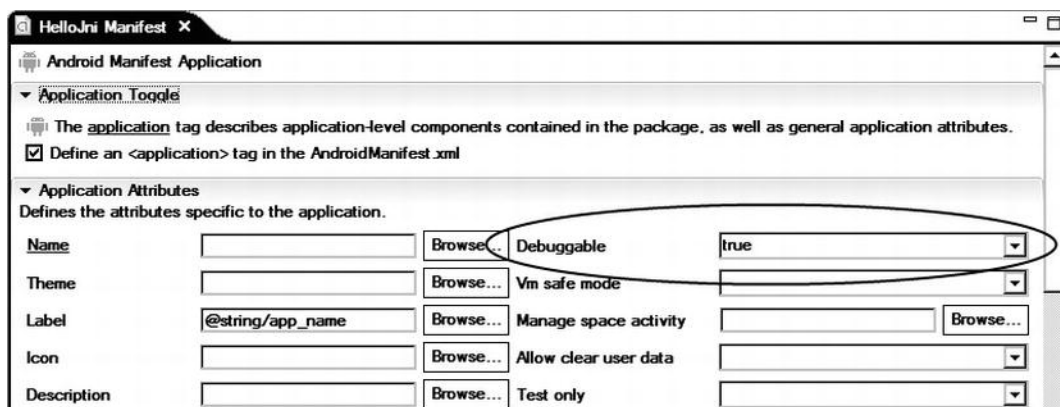 HelloJni Manifest
Android Manifest Application
Application Toggle
The application tag describes application-level components contained in the package, as well as general application attributes.
Define an <application> tag in the AndroidManifest.xml
Application Attributes
Defines the attributes specific to the application.
Name Browse... Debuggable true
Theme Browse... Vm safe mode
Label @string/app_name Browse... Manage space activity Browse...
Icon Browse... Allow clear user data
Description Browse... Test only